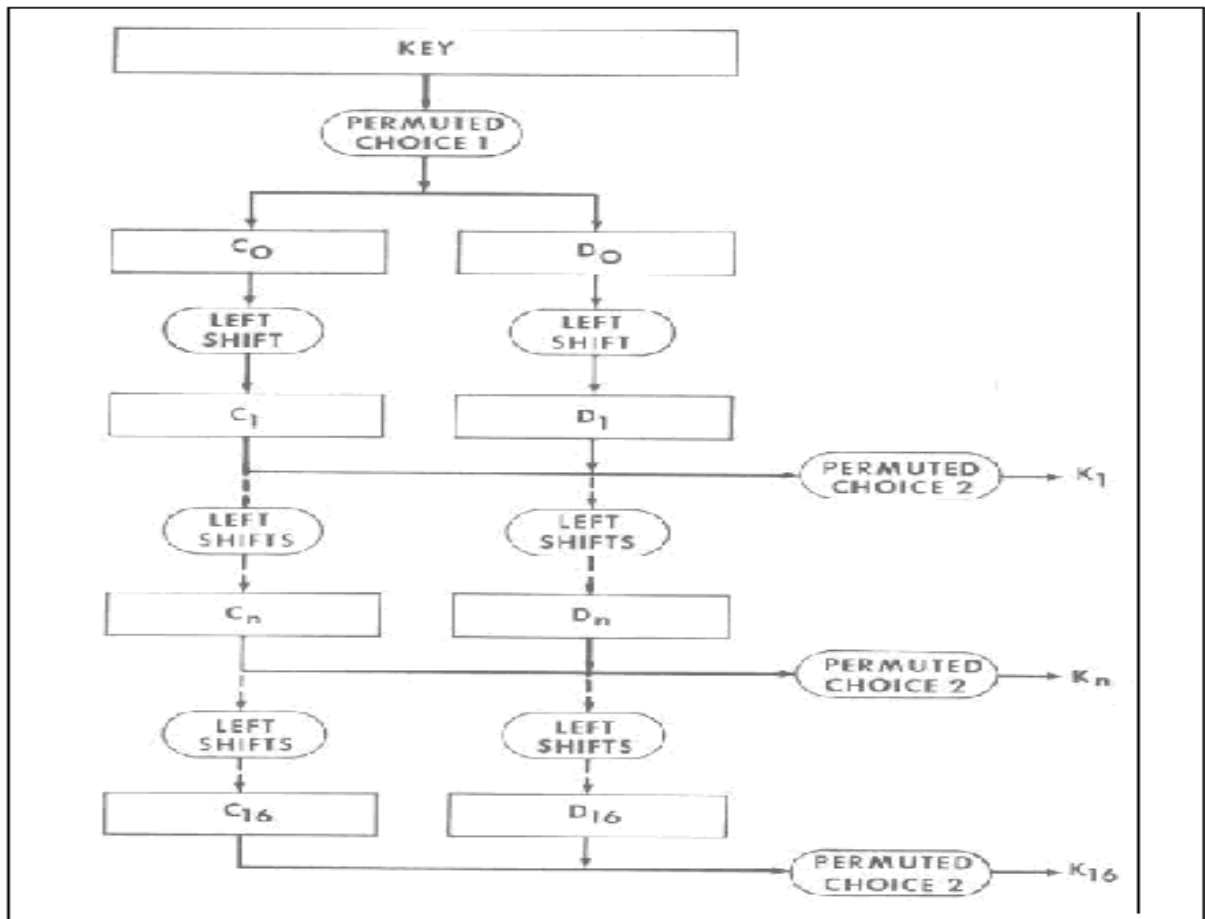 KEY
PERMUTED
CHOICE 1
C0
D0
LEFT
SHIFT
LEFT
SHIFT
C1
D1
PERMUTED
CHOICE 2
K1
LEFT
SHIFTS
LEFT
SHIFTS
Cn
Dn
PERMUTED
CHOICE 2
Kn
LEFT
SHIFTS
LEFT
SHIFTS
C16
D16
PERMUTED
CHOICE 2
K16